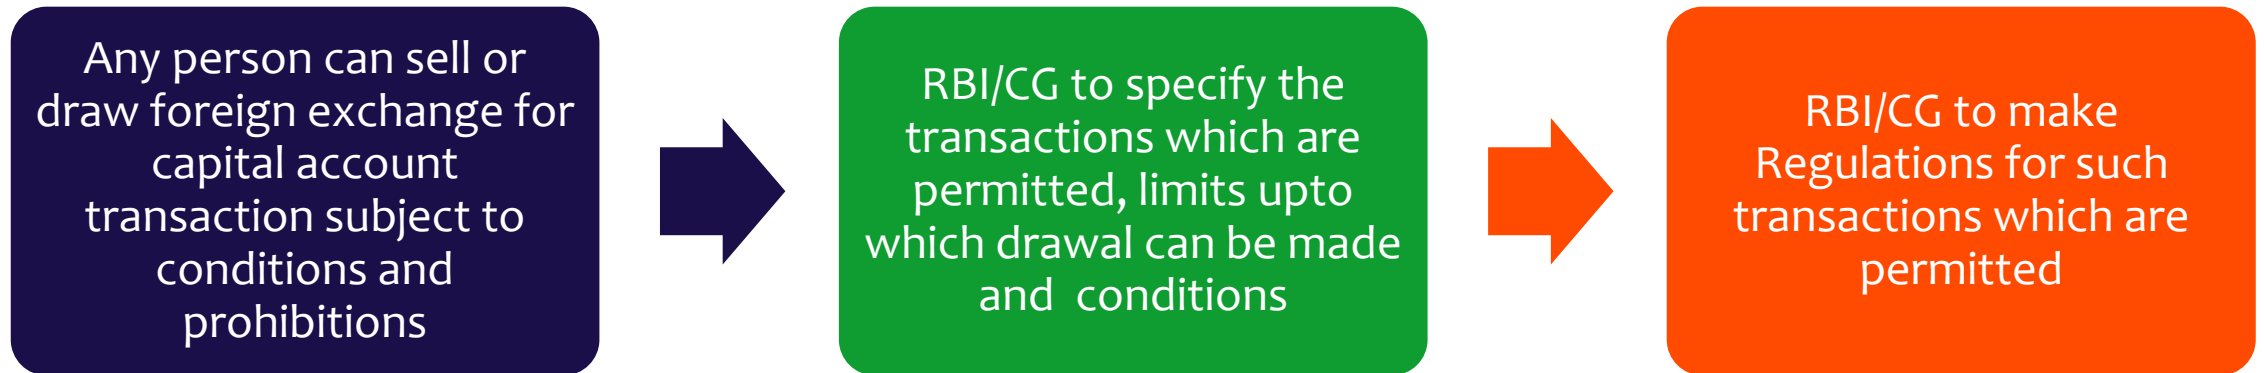 Any person can sell or
draw foreign exchange for
capital account
transaction subject to
conditions and
prohibitions
RBI/CG to specify the
transactions which are
permitted, limits upto
which drawal can be made
and  conditions
RBI/CG to make
Regulations for such
transactions which are
permitted